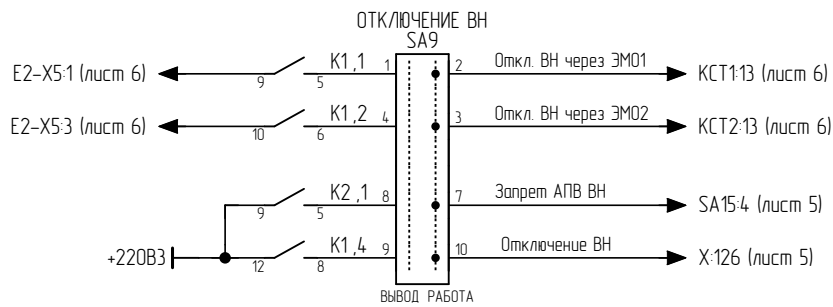 ОТКЛЮЧЕНИЕ ВН
SA9
E2-X5:1 (лист 6) 9 5 K1,1 1 2 Откл. ВН через ЭМО1 КСТ1:13 (лист 6)
E2-X5:3 (лист 6) 10 6 K1,2 4 3 Откл. ВН через ЭМО2 КСТ2:13 (лист 6)
9 5 K2,1 8 7 Запрет АПВ ВН SA15:4 (лист 5)
+220В3 12 8 K1,4 9 10 Отключение ВН X:126 (лист 5)
ВЫВОД РАБОТА